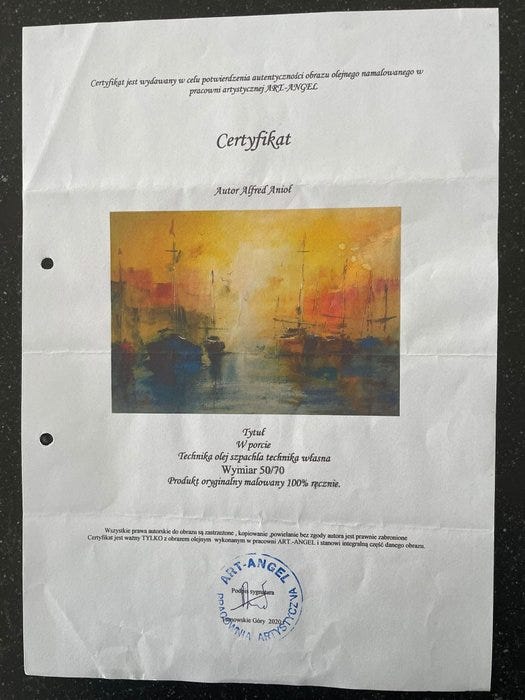 Certyfikat jest wydawany w celu potwierdzenia autentyczności obrazu olejnego namalowanego w
pracowni artystycznej ART-ANGEL
Certyfikat
Autor Alfred Anioł
Tytuł
W porcie
Technika olej szpachla technika własna
Wymiar 50/70
Produkt oryginalny malowany 100% ręcznie.
Wszystkie prawa autorskie do obrazu są zastrzeżone , kopiowanie ,powielanie bez zgody autora jest prawnie zabronione
Certyfikat jest ważny TYLKO z obrazem olejnym wykonanym w pracowni ART.-ANGEL i stanowi integralną część danego obrazu.
ART-ANGEL
Podpis sygnatura
Góry 2020
PRACOWNIA ARTYSTYCZNA